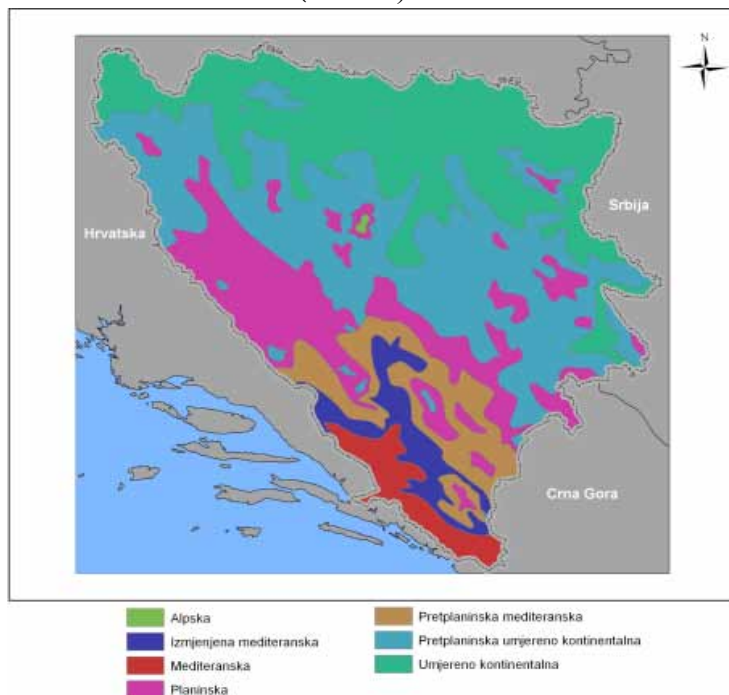 N
Hrvatska
Srbija
Crna Gora
Alpska
Izmjenjena mediteranska
Mediteranska
Planinska
Pretplaninska mediteranska
Pretplaninska umjereno kontinentalna
Umjereno kontinentalna